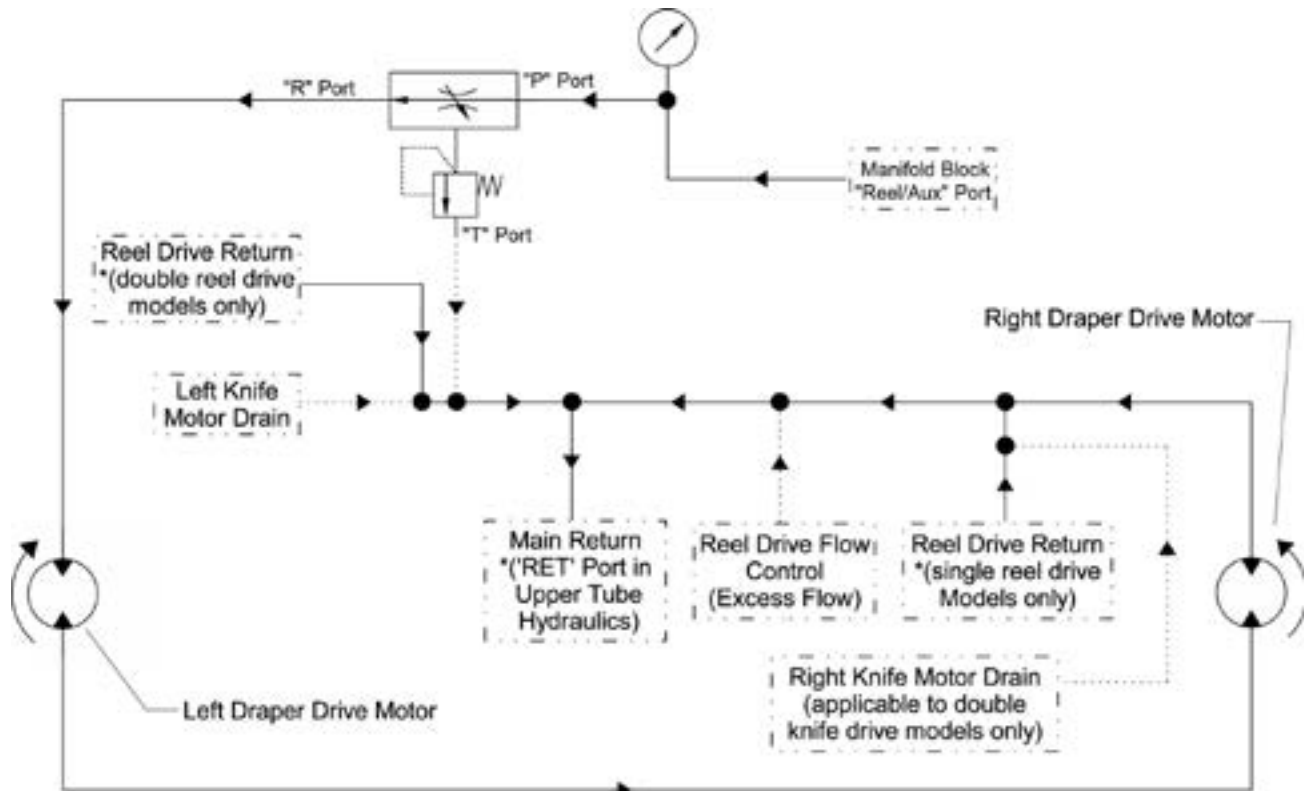 "R" Port
"P" Port
Manifold Block
"Reel/Aux" Port
"T" Port
Reel Drive Return
*(double reel drive
models only)
Right Draper Drive Motor
Left Knife
Motor Drain
Main Return
*('RET' Port in
Upper Tube
Hydraulics)
Reel Drive Flow
Control
(Excess Flow)
Reel Drive Return
*(single reel drive
Models only)
Right Knife Motor Drain
(applicable to double
knife drive models only)
Left Draper Drive Motor